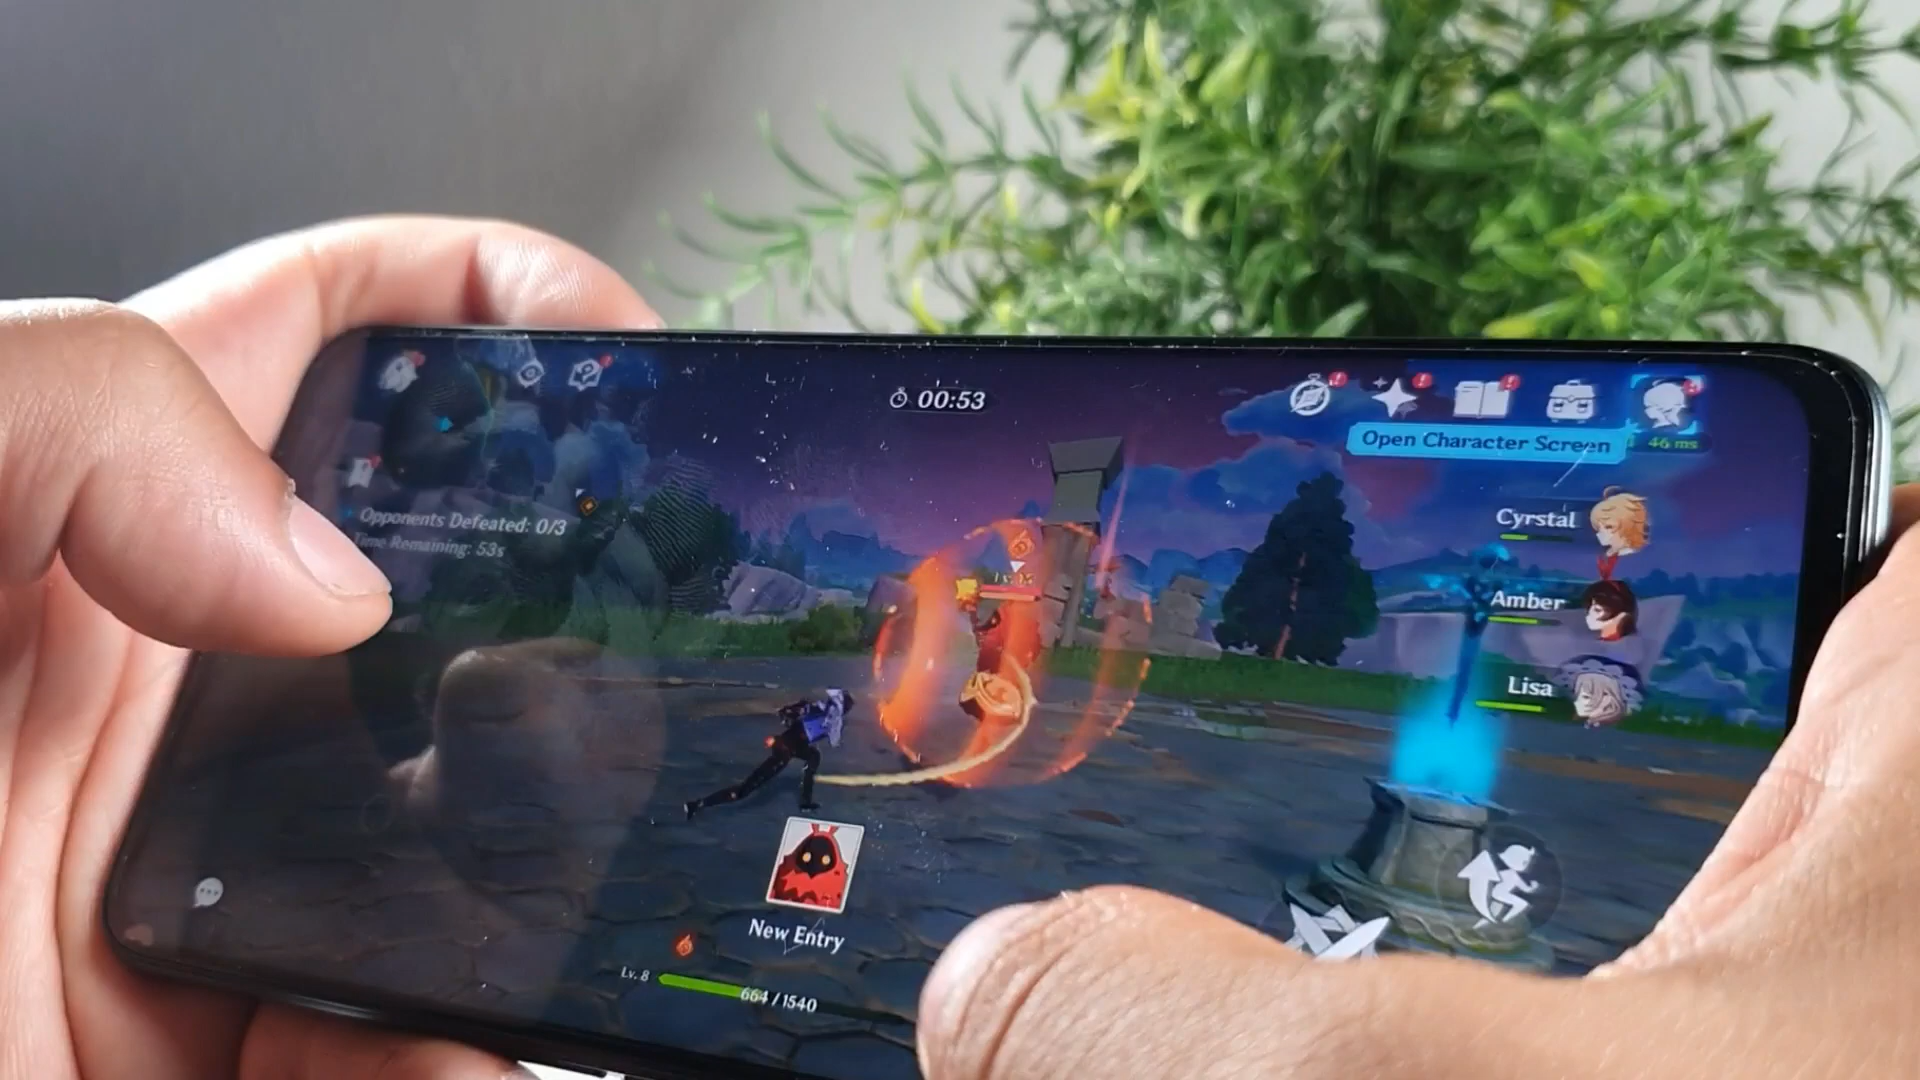 00:53
Open Character Screen
46 ms
Opponents Defeated: 0/3
Time Remaining: 53s
Cyrstal
Amber
Lisa
New Entry
Lv. 8
664 / 1540